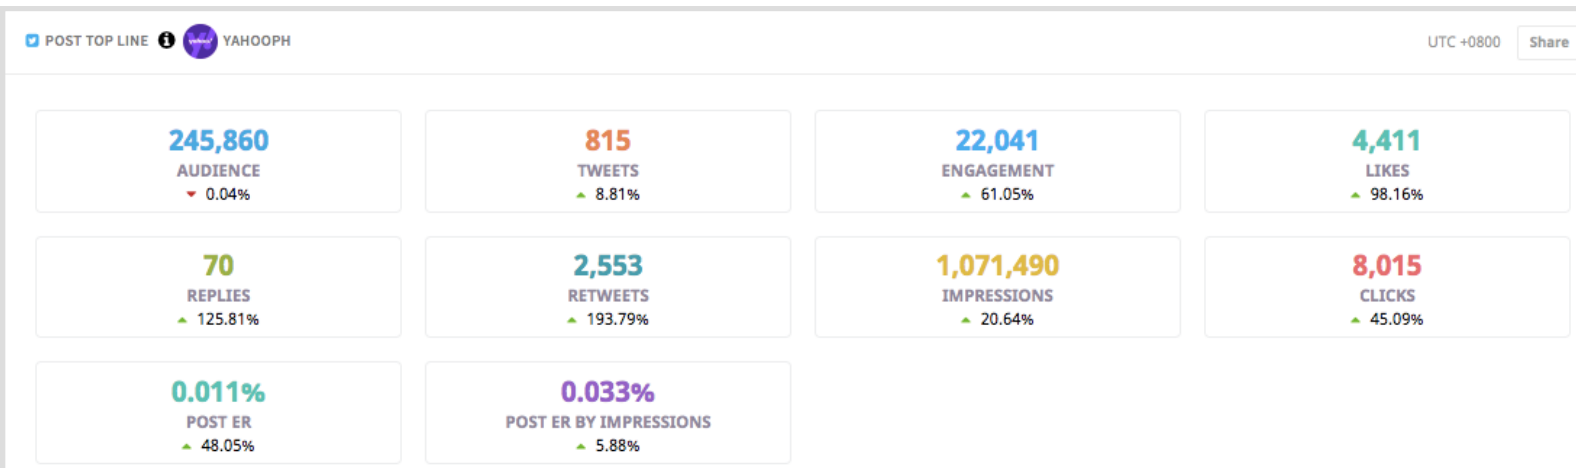 POST TOP LINE i yahoo! YAHOOPH UTC +0800 Share
245,860 815 22,041 4,411
AUDIENCE TWEETS ENGAGEMENT LIKES
0.04% 8.81% 61.05% 98.16%
70 2,553 1,071,490 8,015
REPLIES RETWEETS IMPRESSIONS CLICKS
125.81% 193.79% 20.64% 45.09%
0.011% 0.033%
POST ER POST ER BY IMPRESSIONS
48.05% 5.88%